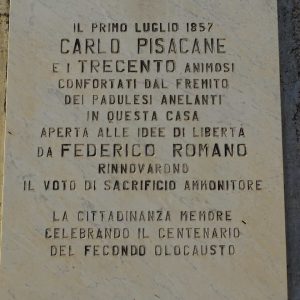 IL PRIMO LUGLIO 1857
CARLO PISACANE
E I TRECENTO ANIMOSI
CONFORTATI DAL FREMITO
DEI PADULESI ANELANTI
IN QUESTA CASA
APERTA ALLE IDEE DI LIBERTÀ
DA FEDERICO ROMANO
RINNOVARONO
IL VOTO DI SACRIFICIO AMMONITORE
LA CITTADINANZA MEMORE
CELEBRANDO IL CENTENARIO
DEL FECONDO OLOCAUSTO